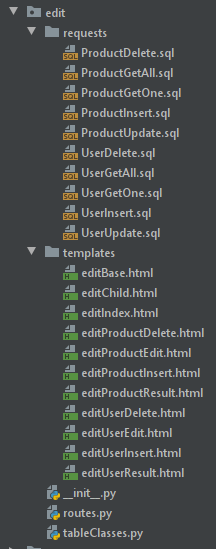 edit
requests
ProductDelete.sql
ProductGetAll.sql
ProductGetOne.sql
ProductInsert.sql
ProductUpdate.sql
UserDelete.sql
UserGetAll.sql
UserGetOne.sql
UserInsert.sql
UserUpdate.sql
templates
editBase.html
editChild.html
editIndex.html
editProductDelete.html
editProductEdit.html
editProductInsert.html
editProductResult.html
editUserDelete.html
editUserEdit.html
editUserInsert.html
editUserResult.html
__init__.py
routes.py
tableClasses.py